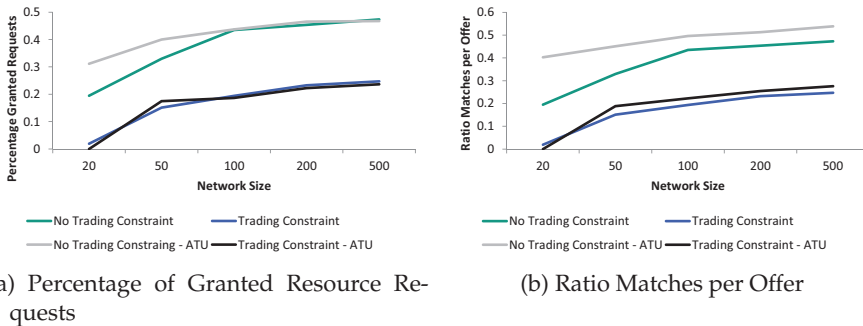 0.5
0.4
0.3
0.2
0.1
0
Percentage Granted Requests
20 50 100 200 500
Network Size
No Trading Constraint Trading Constraint
No Trading Constraing - ATU Trading Constraint - ATU
a) Percentage of Granted Resource Re-
quests
0.6
0.5
0.4
0.3
0.2
0.1
0
Ratio Matches per Offer
20 50 100 200 500
Network Size
No Trading Constraint Trading Constraint
No Trading Constraint - ATU Trading Constraint - ATU
(b) Ratio Matches per Offer